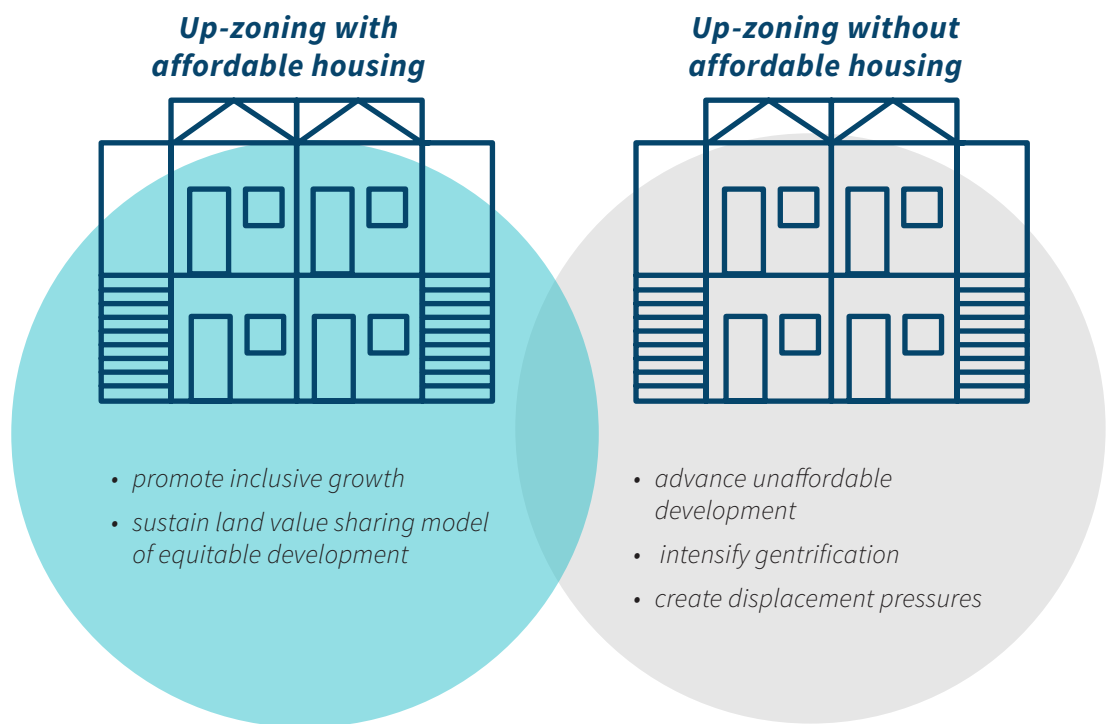 Up-zoning with
affordable housing
• promote inclusive growth
• sustain land value sharing model
of equitable development
Up-zoning without
affordable housing
• advance unaffordable
development
• intensify gentrification
• create displacement pressures